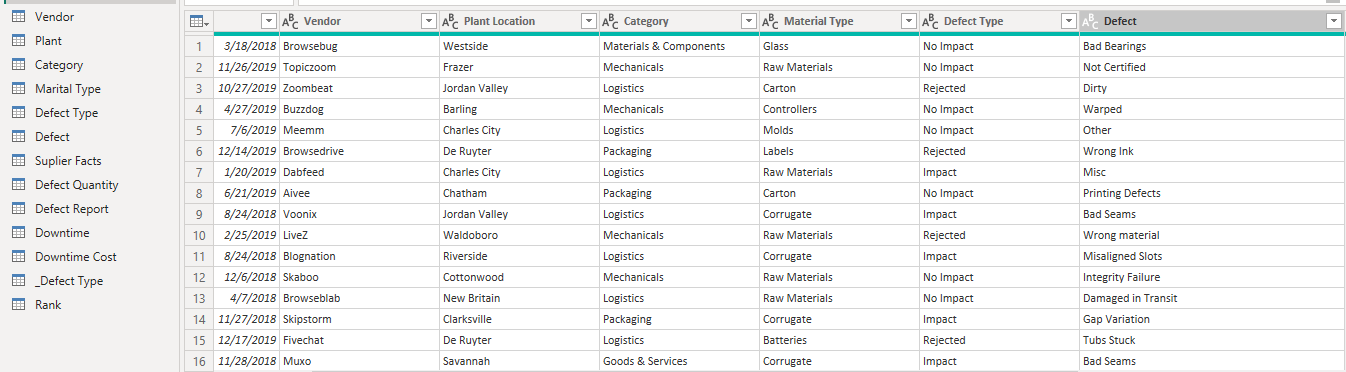 Vendor
Plant
Category
Marital Type
Defect Type
Defect
Suplier Facts
Defect Quantity
Defect Report
Downtime
Downtime Cost
_Defect Type
Rank
ABC Vendor ABC Plant Location ABC Category ABC Material Type ABC Defect Type ABC Defect
1 3/18/2018 Browsebug Westside Materials & Components Glass No Impact Bad Bearings
2 11/26/2019 Topiczoom Frazer Mechanicals Raw Materials No Impact Not Certified
3 10/27/2019 Zoombeat Jordan Valley Logistics Carton Rejected Dirty
4 4/27/2019 Buzzdog Barling Mechanicals Controllers No Impact Warped
5 7/6/2019 Meemm Charles City Logistics Molds No Impact Other
6 12/14/2019 Browsedrive De Ruyter Packaging Labels Rejected Wrong Ink
7 1/20/2019 Dabfeed Charles City Logistics Raw Materials Impact Misc
8 6/21/2019 Aivee Chatham Packaging Carton No Impact Printing Defects
9 8/24/2018 Voonix Jordan Valley Logistics Corrugate Impact Bad Seams
10 2/25/2019 LiveZ Waldoboro Mechanicals Raw Materials Rejected Wrong material
11 8/24/2018 Blognation Riverside Logistics Corrugate Impact Misaligned Slots
12 12/6/2018 Skaboo Cottonwood Mechanicals Raw Materials No Impact Integrity Failure
13 4/7/2018 Browseblab New Britain Logistics Raw Materials No Impact Damaged in Transit
14 11/27/2018 Skipstorm Clarksville Packaging Corrugate Impact Gap Variation
15 12/17/2019 Fivechat De Ruyter Logistics Batteries Rejected Tubs Stuck
16 11/28/2018 Muxo Savannah Goods & Services Corrugate Impact Bad Seams